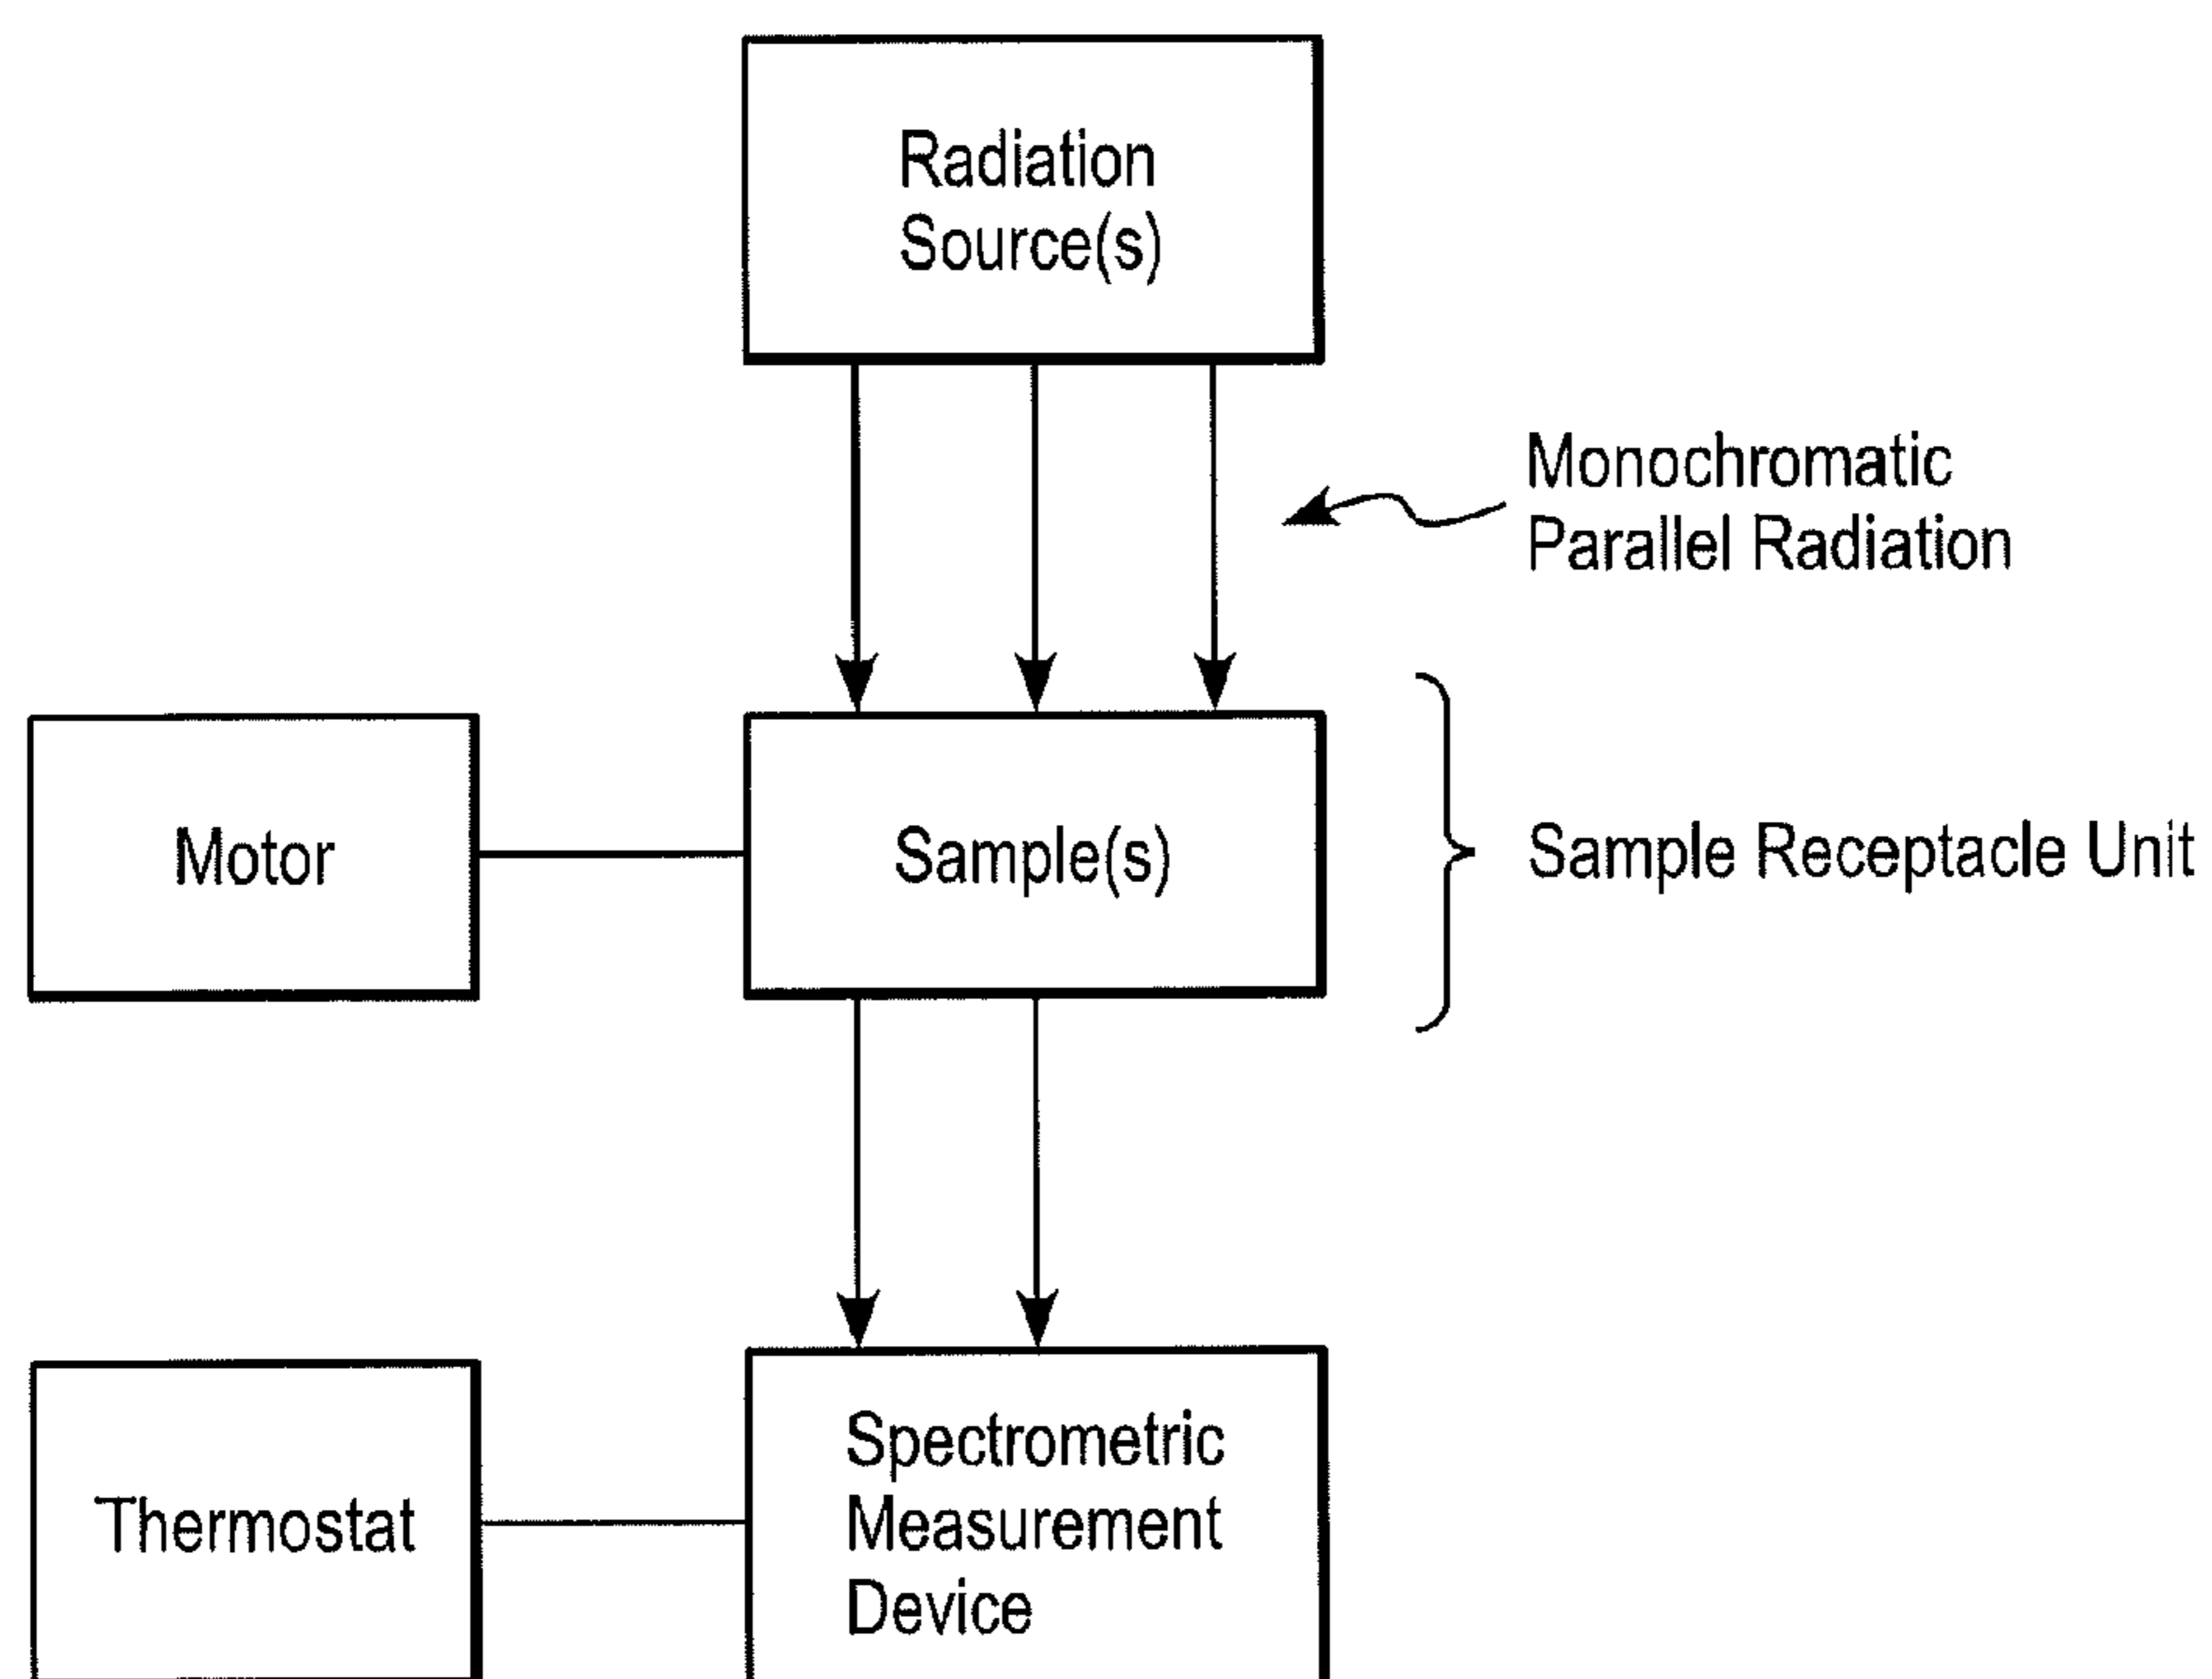 Radiation
Source(s)
Monochromatic
Parallel Radiation
Motor
Sample(s)
Sample Receptacle Unit
Thermostat
Spectrometric
Measurement
Device